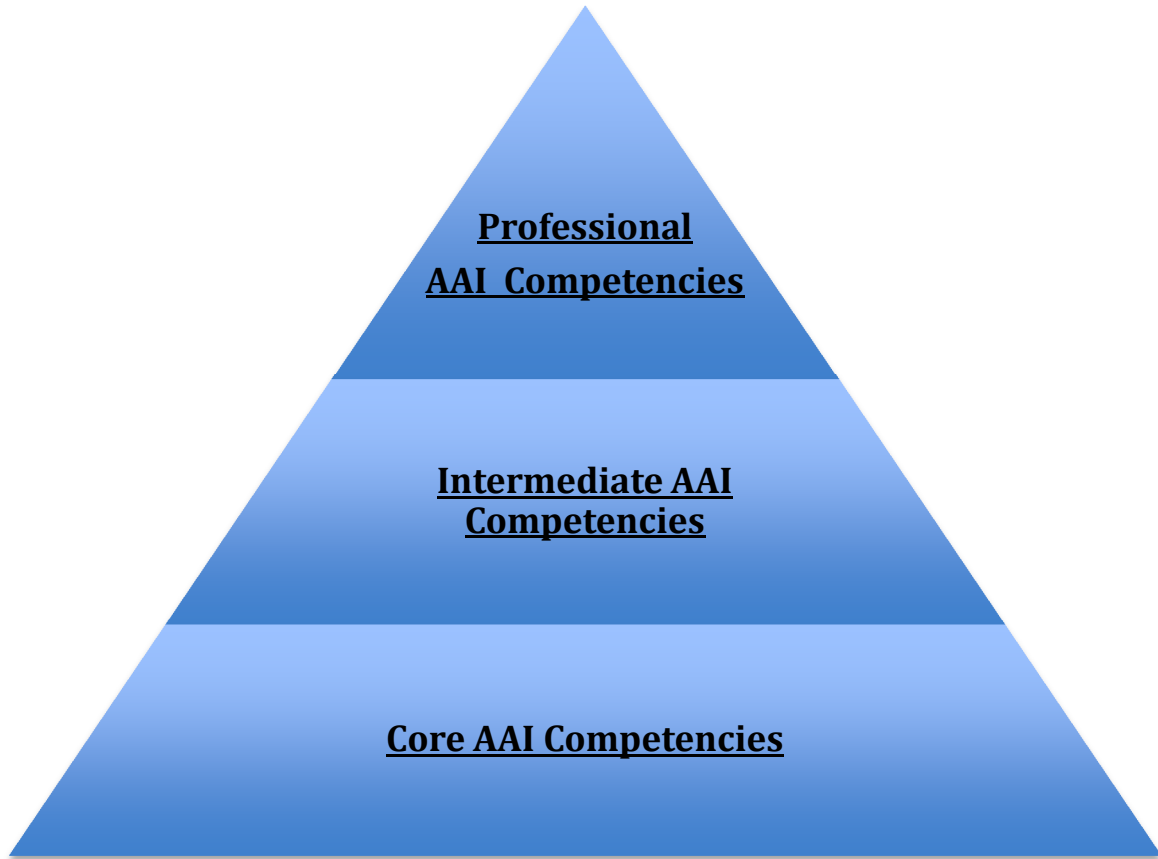 Professional
AAI  Competencies
Intermediate AAI
Competencies
Core AAI Competencies